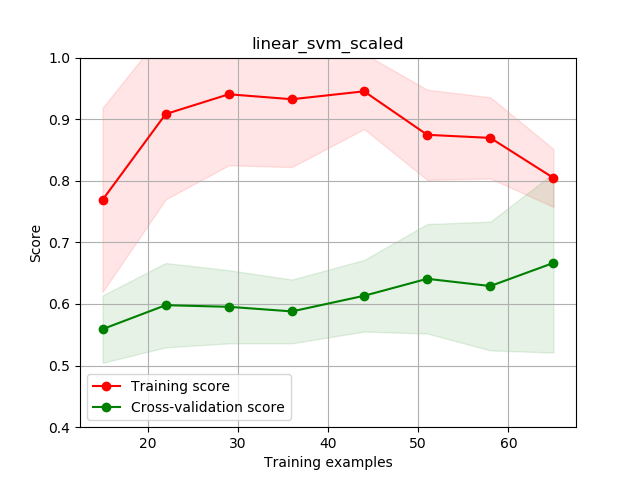 linear_svm_scaled
1.0
0.9
0.8
0.7
0.6
0.5
0.4
Score
Training score
Cross-validation score
20 30 40 50 60
Training examples